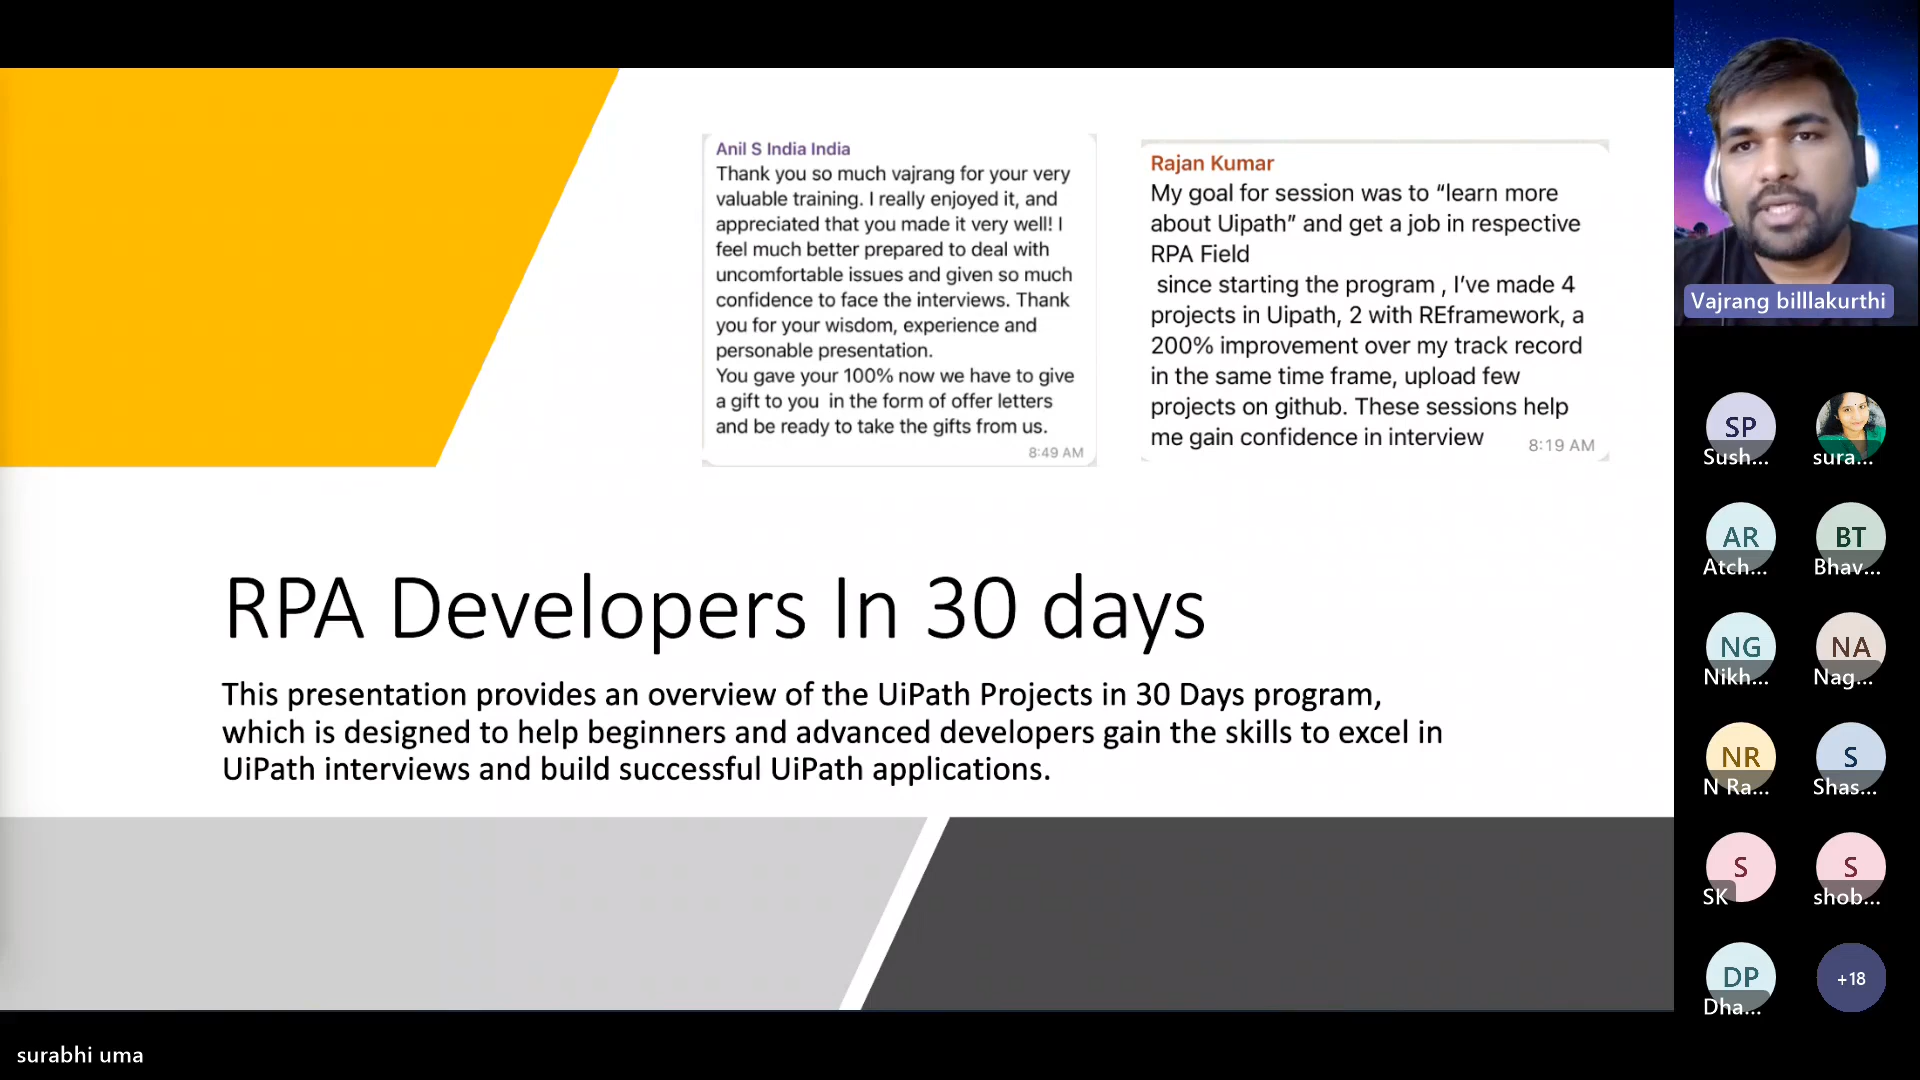 Anil S India India
Thank you so much vajrang for your very
valuable training. I really enjoyed it, and
appreciated that you made it very well! I
feel much better prepared to deal with
uncomfortable issues and given so much
confidence to face the interviews. Thank
you for your wisdom, experience and
personable presentation.
You gave your 100% now we have to give
a gift to you in the form of offer letters
and be ready to take the gifts from us.
8:49 AM
Rajan Kumar
My goal for session was to “learn more
about Uipath” and get a job in respective
RPA Field
since starting the program , I’ve made 4
projects in Uipath, 2 with REframework, a
200% improvement over my track record
in the same time frame, upload few
projects on github. These sessions help
me gain confidence in interview
8:19 AM
RPA Developers In 30 days
This presentation provides an overview of the UiPath Projects in 30 Days program,
which is designed to help beginners and advanced developers gain the skills to excel in
UiPath interviews and build successful UiPath applications.
Vajrang billlakurthi
SP
Sush...
sura...
AR
Atch...
BT
Bhav...
NG
Nikh...
NA
Nag...
NR
N Ra...
S
Shas...
S
SK
S
shob...
DP
Dha...
+18
surabhi uma